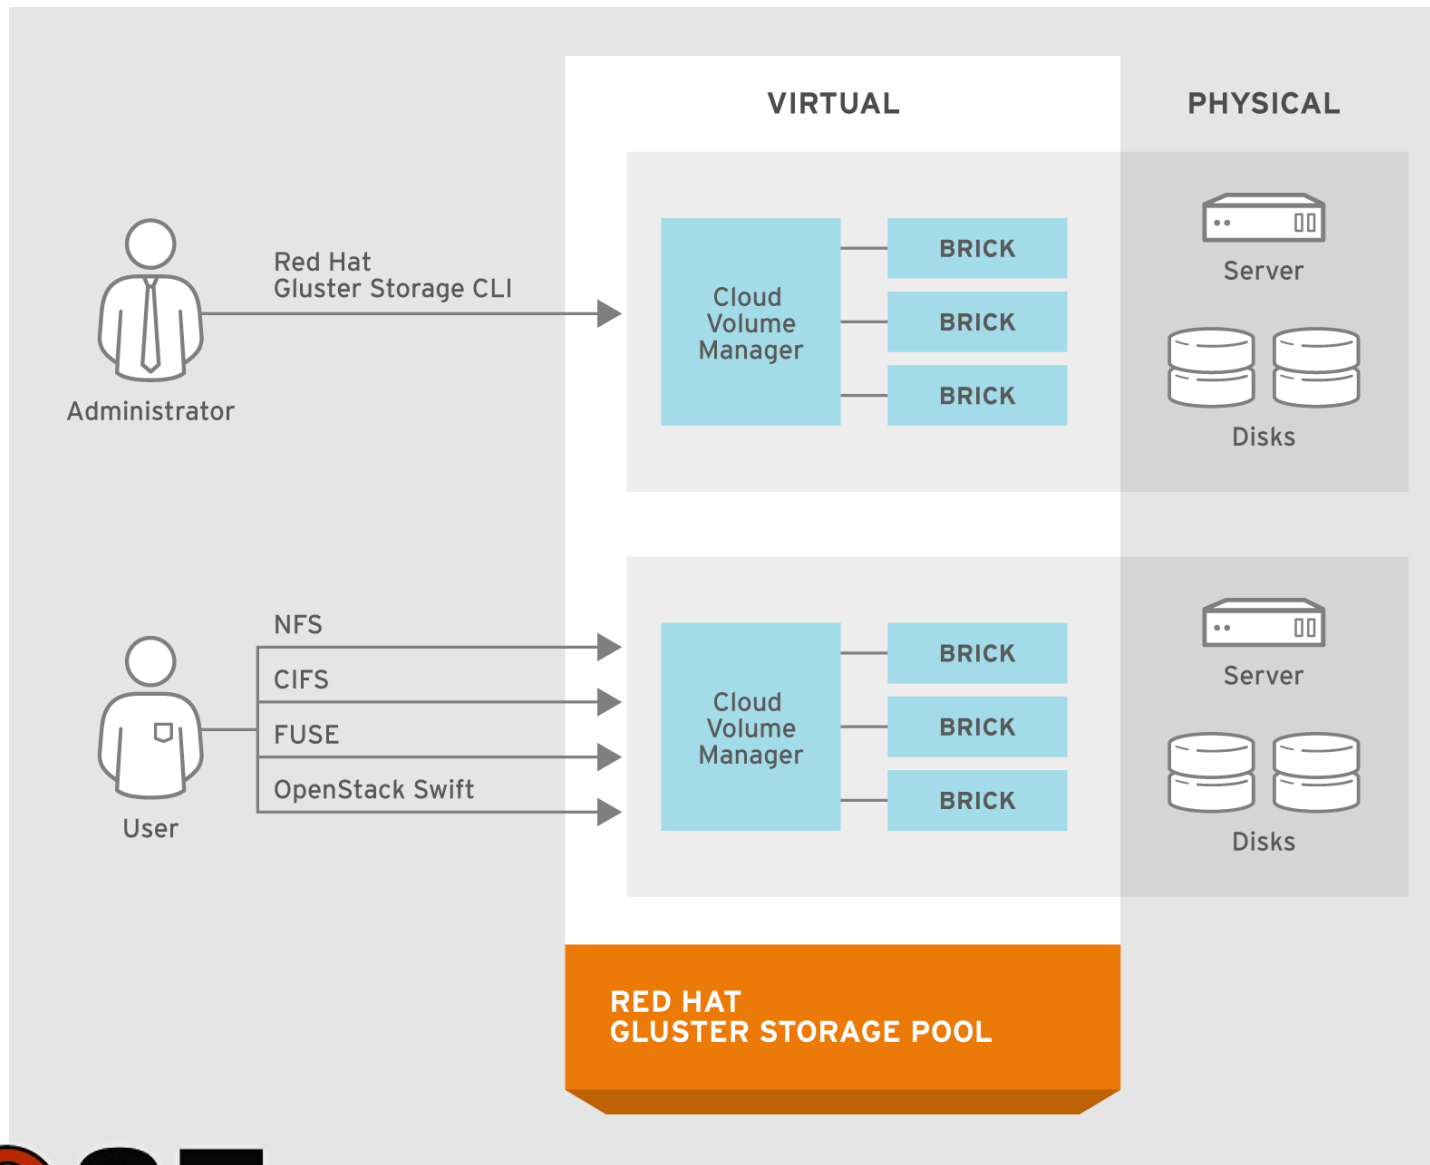 VIRTUAL
PHYSICAL
Red Hat
Gluster Storage CLI
Administrator
Cloud
Volume
Manager
BRICK
BRICK
BRICK
Server
Disks
NFS
CIFS
FUSE
OpenStack Swift
User
Cloud
Volume
Manager
BRICK
BRICK
BRICK
Server
Disks
RED HAT
GLUSTER STORAGE POOL